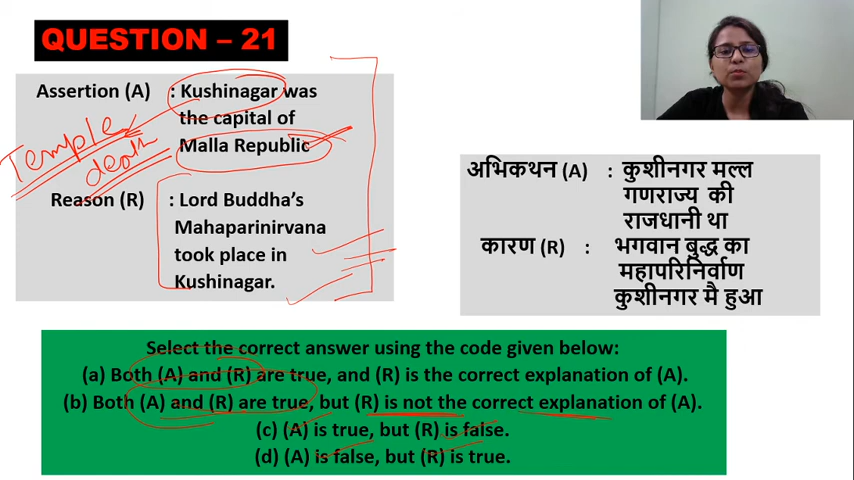 QUESTION – 21
Assertion (A) : Kushinagar was
the capital of
Malla Republic
Temple
death
Reason (R) : Lord Buddha's
Mahaparinirvana
took place in
Kushinagar.
अभिकथन (A) : कुशीनगर मल्ल
गणराज्य की
राजधानी था
कारण (R) : भगवान बुद्ध का
महापरिनिर्वाण
कुशीनगर मै हुआ
Select the correct answer using the code given below:
(a) Both (A) and (R) are true, and (R) is the correct explanation of (A).
(b) Both (A) and (R) are true, but (R) is not the correct explanation of (A).
(c) (A) is true, but (R) is false.
(d) (A) is false, but (R) is true.